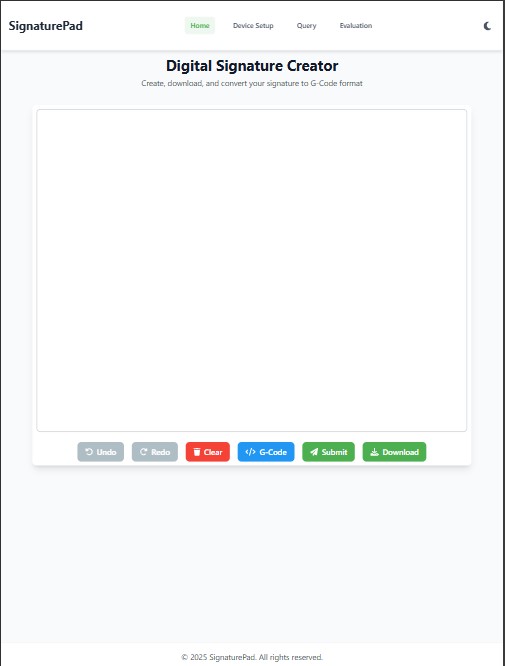 SignaturePad
Home Device Setup Query Evaluation
Digital Signature Creator
Create, download, and convert your signature to G-Code format
Undo Redo Clear G-Code Submit Download
© 2025 SignaturePad. All rights reserved.